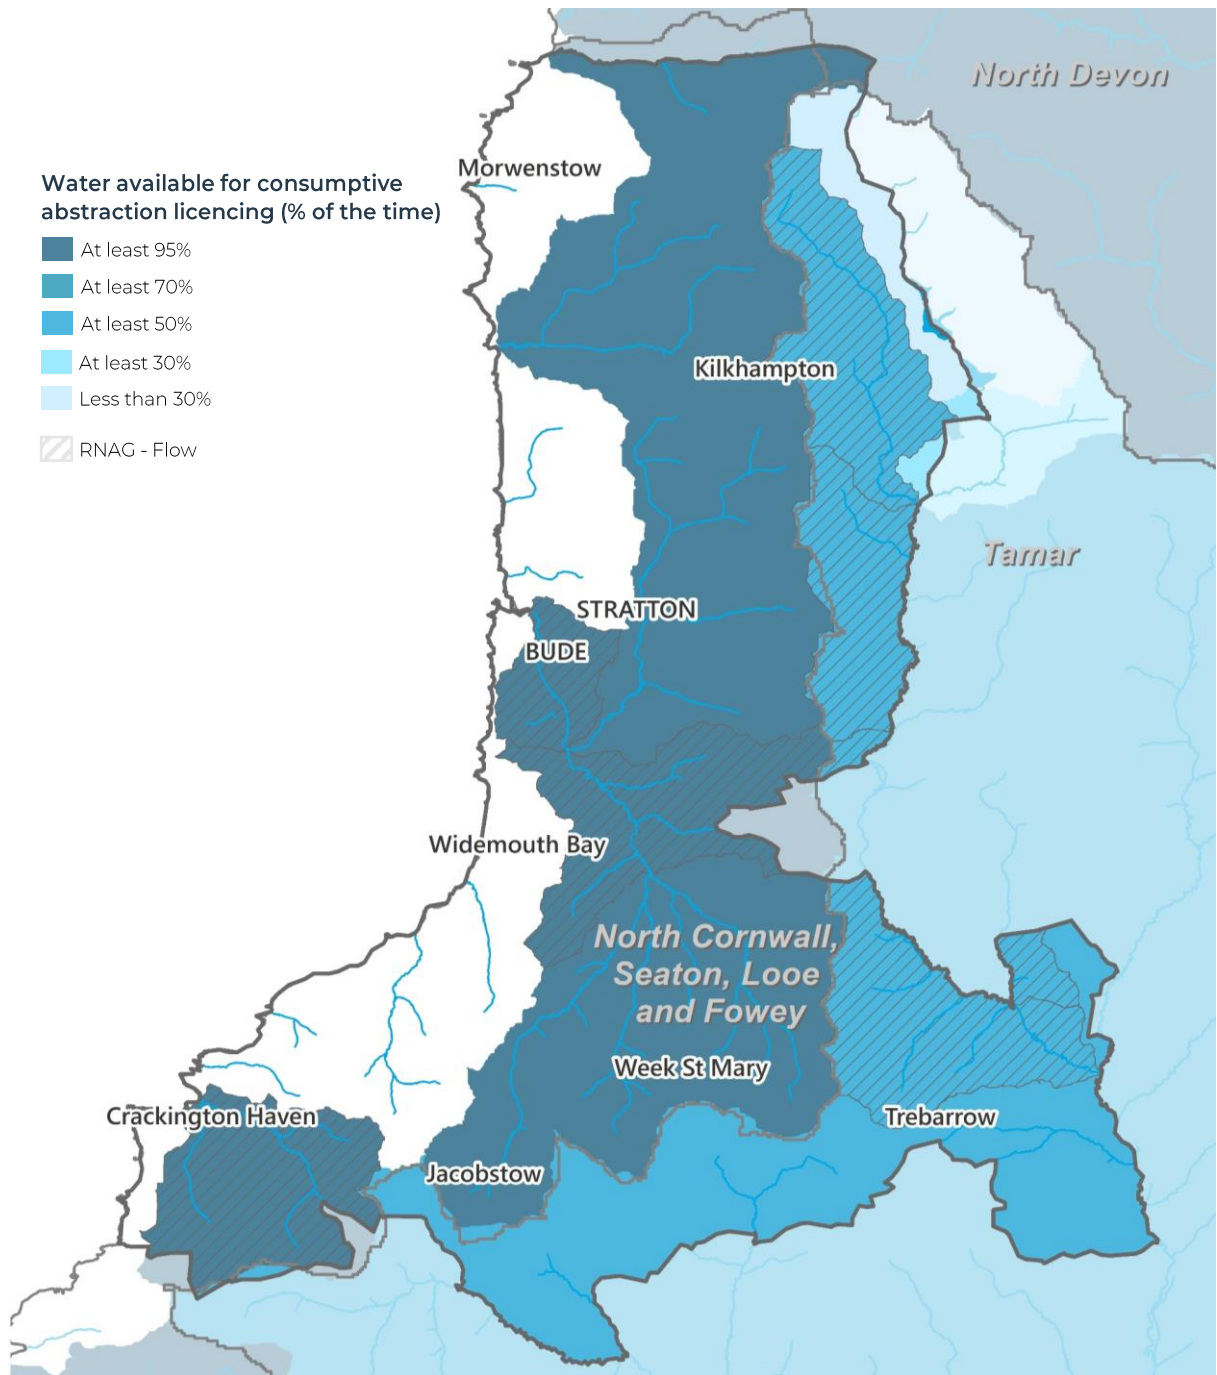 North Devon
Morwenstow
Water available for consumptive
abstraction licencing (% of the time)
At least 95%
At least 70%
At least 50%
At least 30%
Less than 30%
RNAG - Flow
Kilkhampton
Tamar
STRATTON
BUDE
Widemouth Bay
North Cornwall,
Seaton, Looe
and Fowey
Week St Mary
Crackington Haven
Trebarrow
Jacobstow